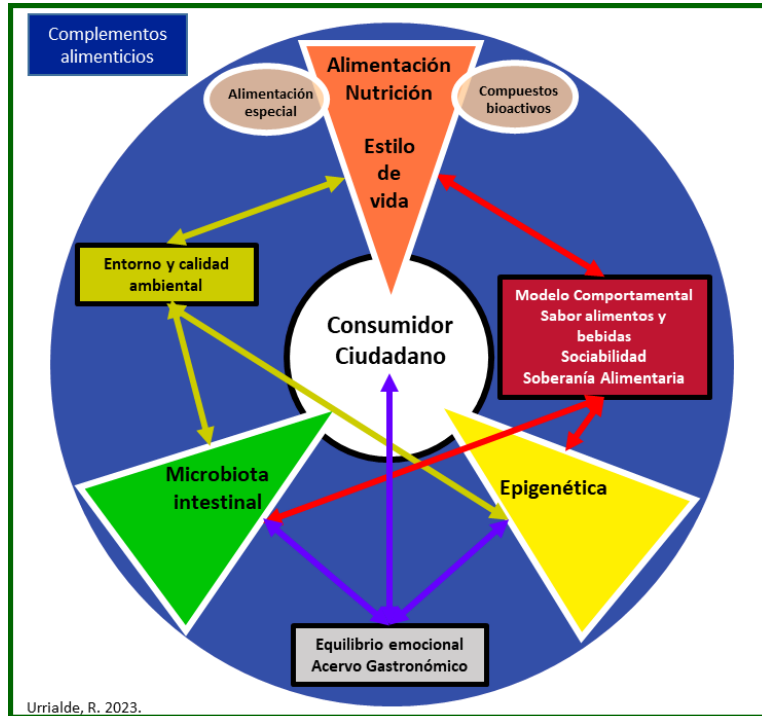 Complementos
alimenticios
Alimentación
Nutrición
Estilo
de
vida
Alimentación
especial
Compuestos
bioactivos
Entorno y calidad
ambiental
Consumidor
Ciudadano
Modelo Comportamental
Sabor alimentos y
bebidas
Sociabilidad
Soberanía Alimentaria
Microbiota
intestinal
Epigenética
Equilibrio emocional
Acervo Gastronómico
Urrialde, R. 2023.